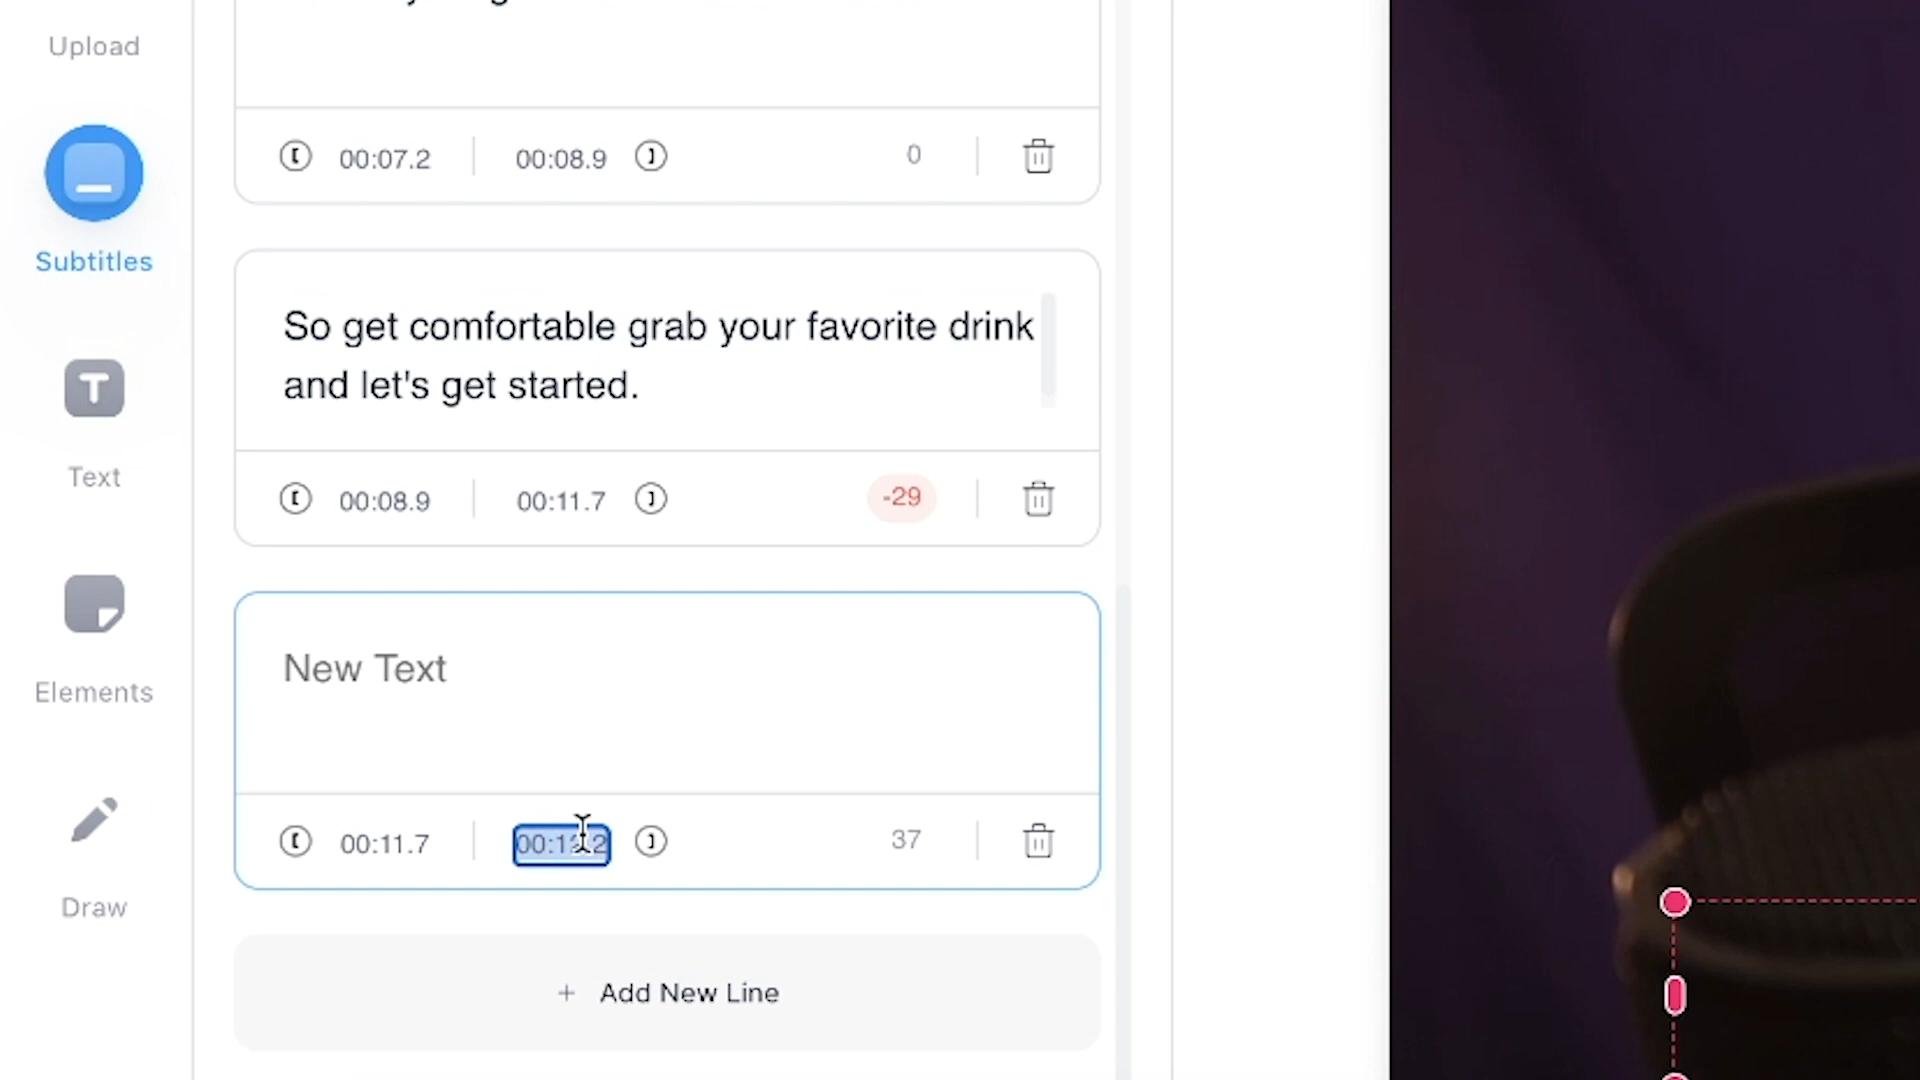 Upload
Subtitles
Text
Elements
Draw
00:07.2 00:08.9 0
So get comfortable grab your favorite drink
and let's get started.
00:08.9 00:11.7 -29
New Text
00:11.7 37
+ Add New Line